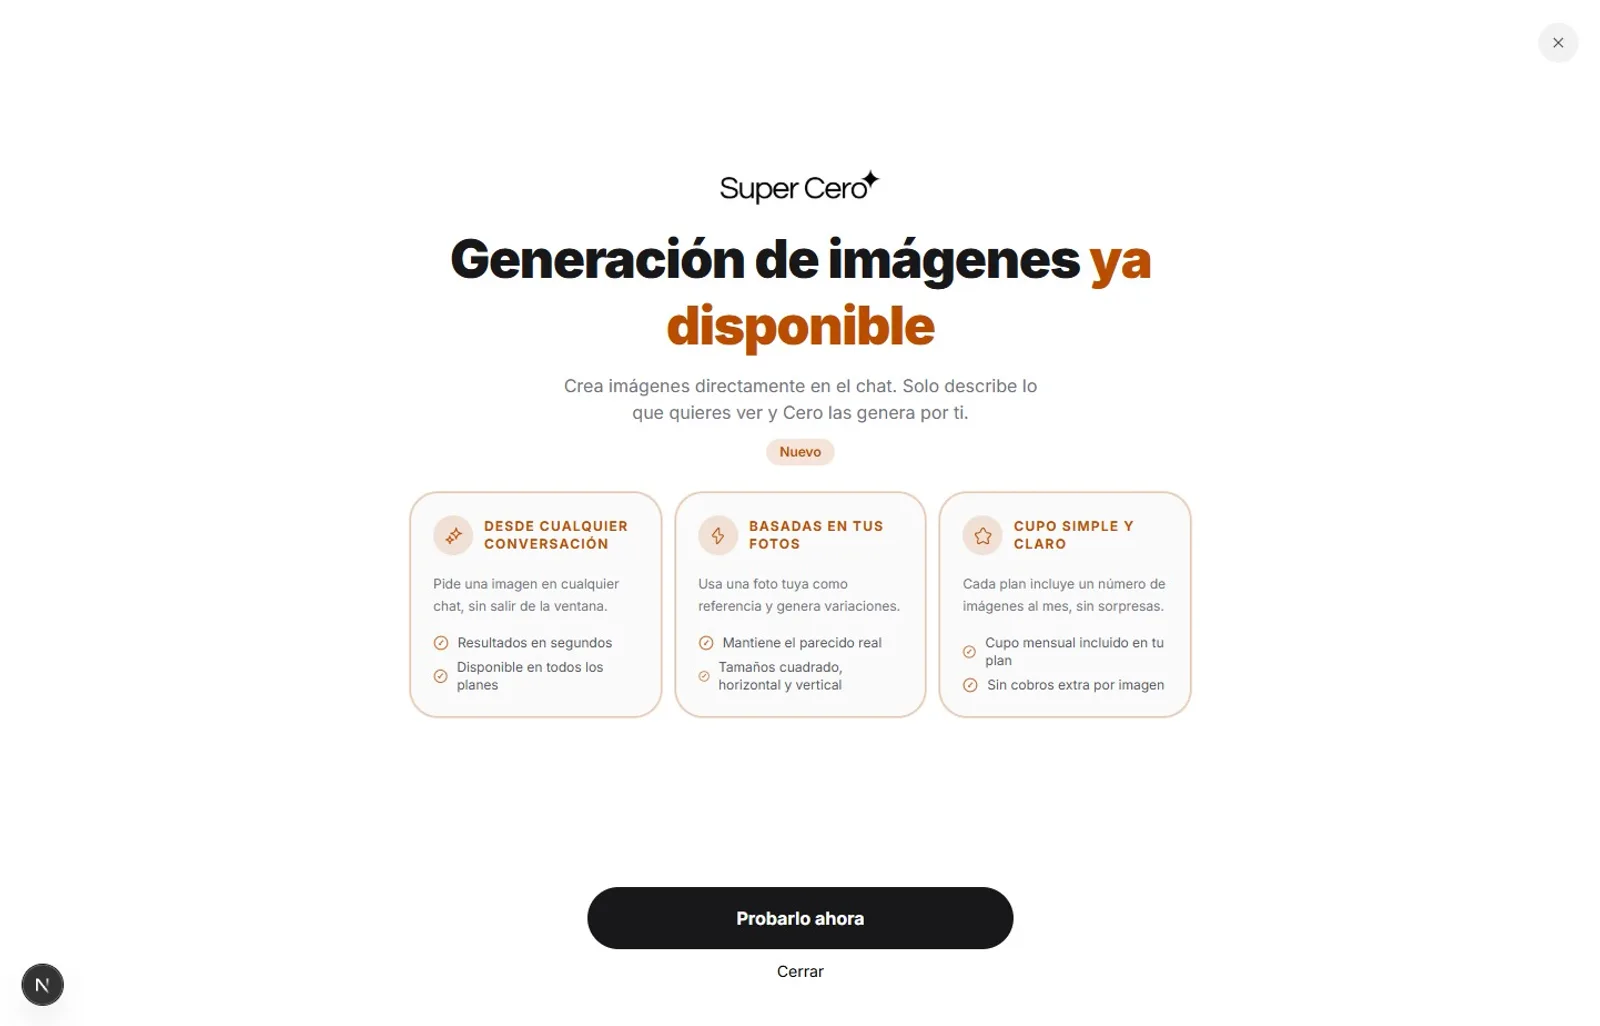 Super Cero
Generación de imágenes ya
disponible
Crea imágenes directamente en el chat. Solo describe lo
que quieres ver y Cero las genera por ti.
Nuevo
DESDE CUALQUIER
CONVERSACIÓN
Pide una imagen en cualquier
chat, sin salir de la ventana.
Resultados en segundos
Disponible en todos los
planes
BASADAS EN TUS
FOTOS
Usa una foto tuya como
referencia y genera variaciones.
Mantiene el parecido real
Tamaños cuadrado,
horizontal y vertical
CUPO SIMPLE Y
CLARO
Cada plan incluye un número de
imágenes al mes, sin sorpresas.
Cupo mensual incluido en tu
plan
Sin cobros extra por imagen
Probarlo ahora
Cerrar
N